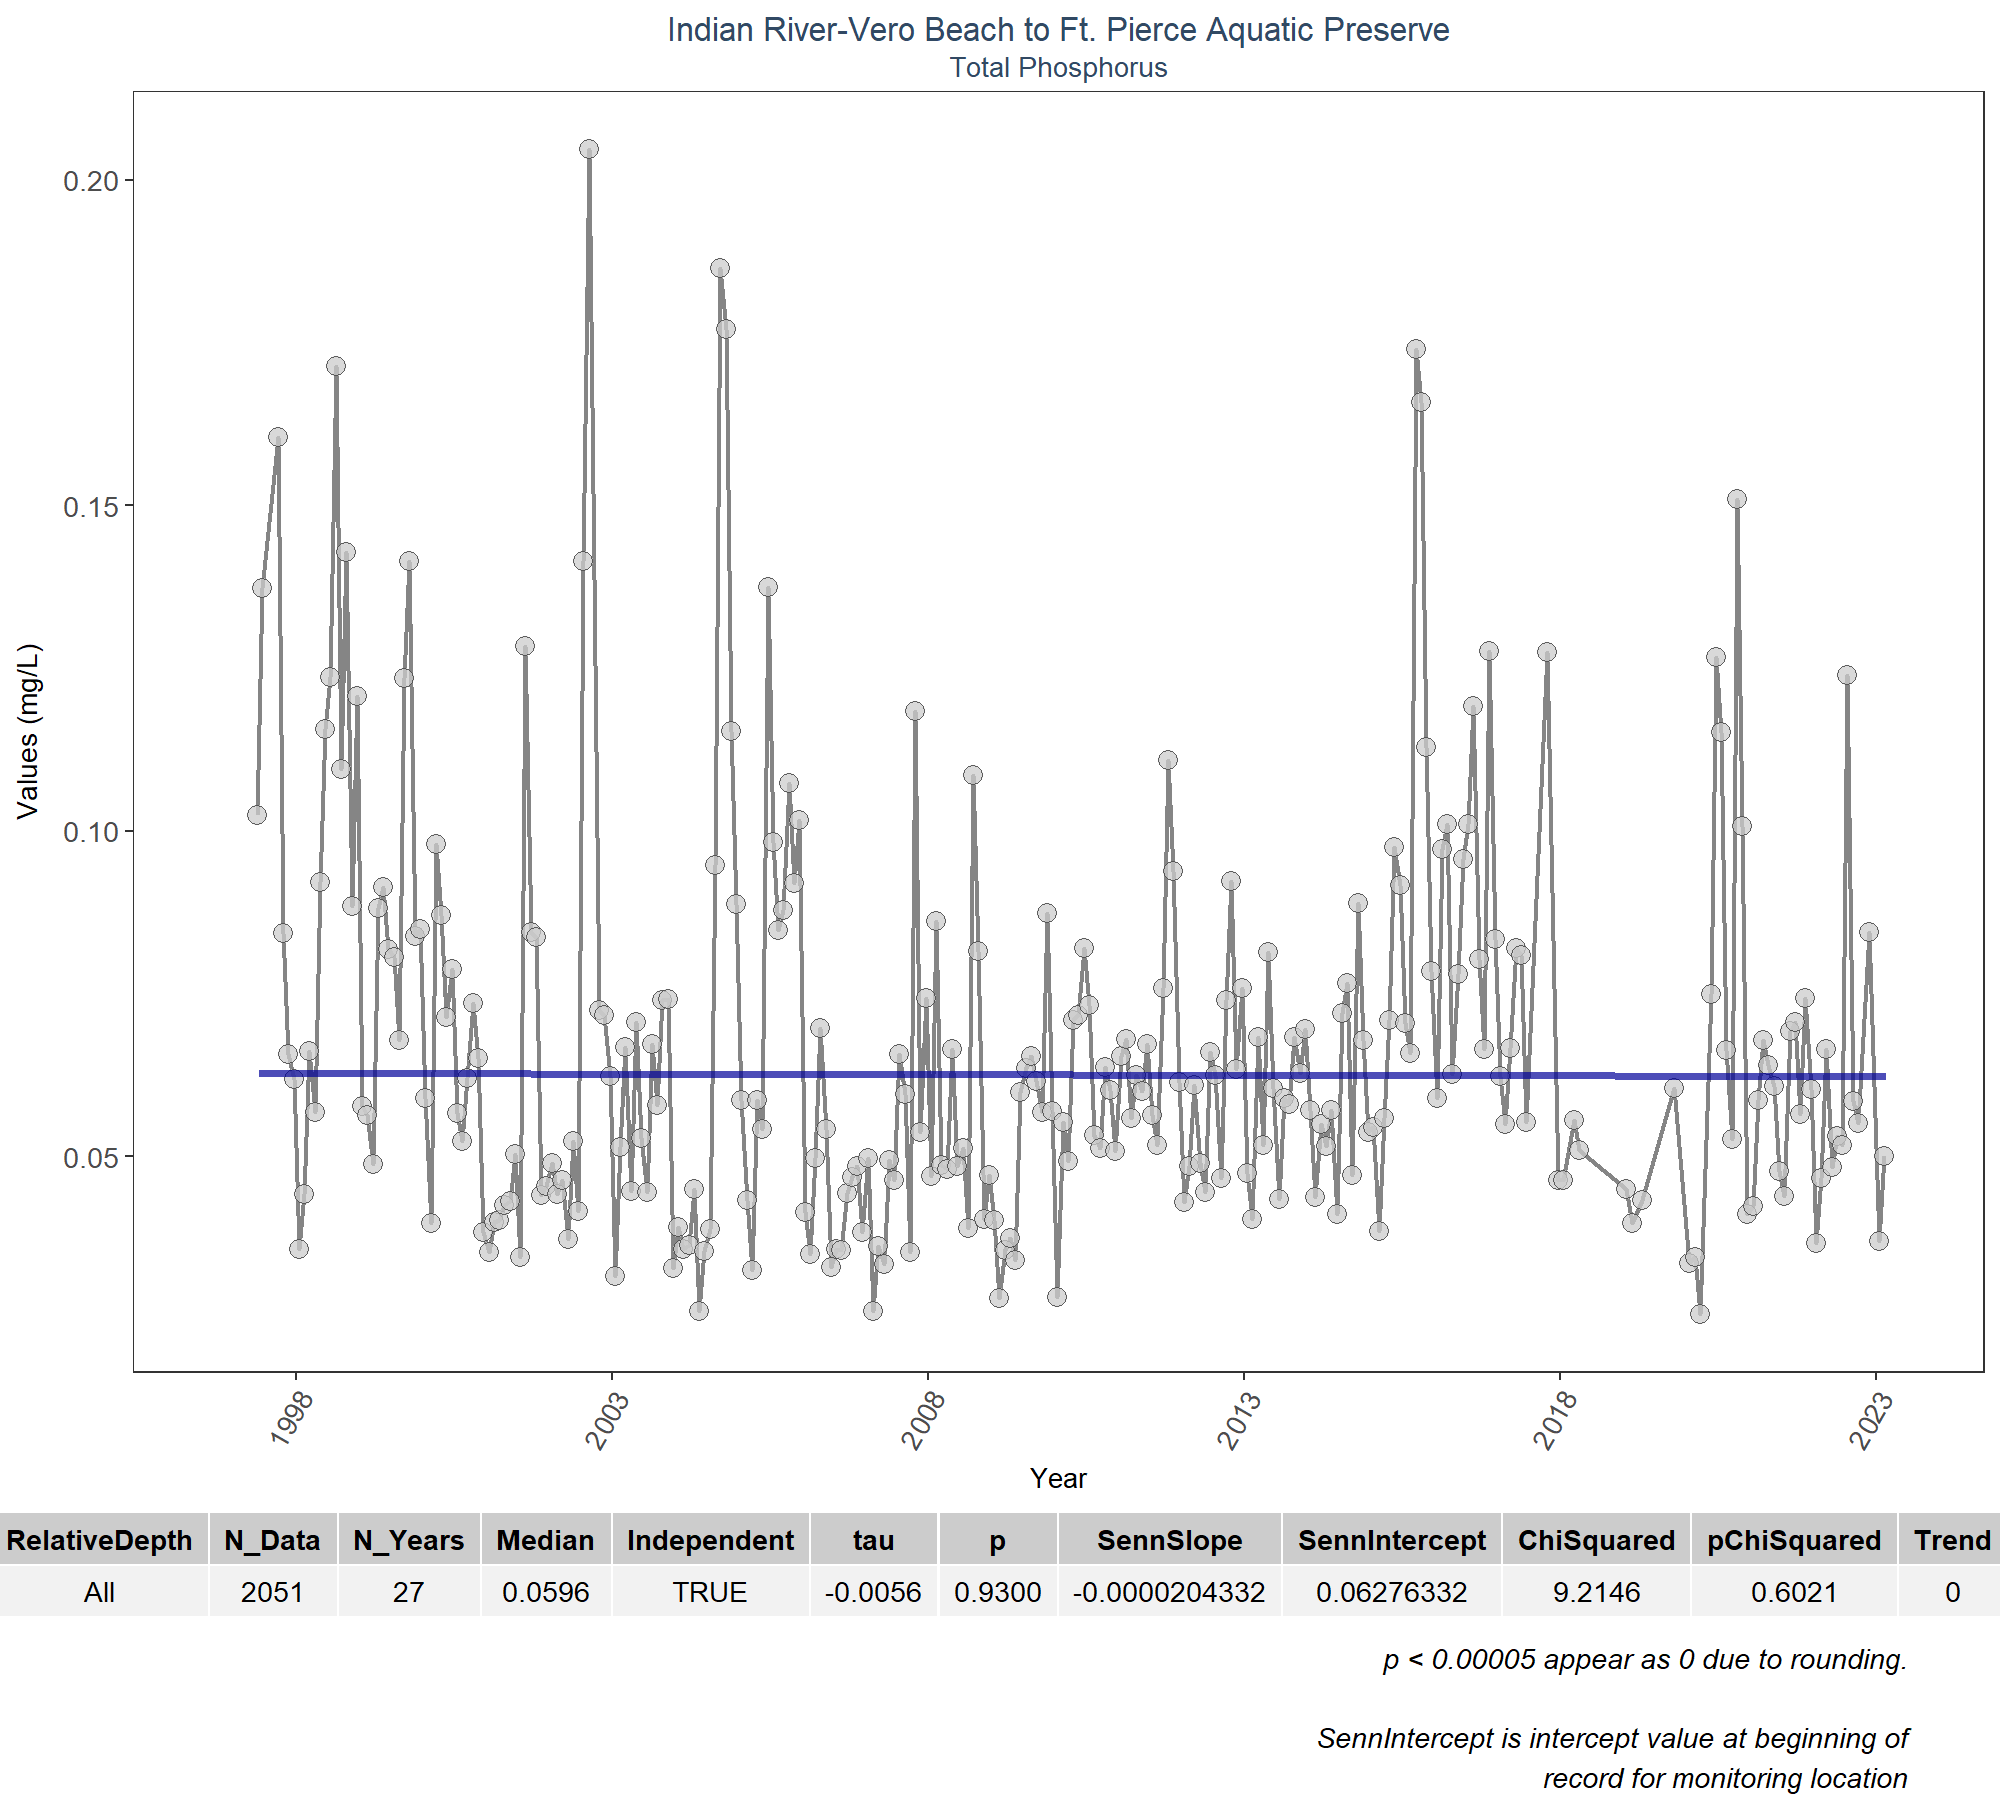 Indian River-Vero Beach to Ft. Pierce Aquatic Preserve
Total Phosphorus
0.20
0.15
0.10
0.05
Values (mg/L)
1998
2003
2008
2013
2018
2023
Year
RelativeDepth N_Data N_Years Median Independent tau p SennSlope SennIntercept ChiSquared pChiSquared Trend
All 2051 27 0.0596 TRUE -0.0056 0.9300 -0.0000204332 0.06276332 9.2146 0.6021 0
p < 0.00005 appear as 0 due to rounding.
SennIntercept is intercept value at beginning of
record for monitoring location